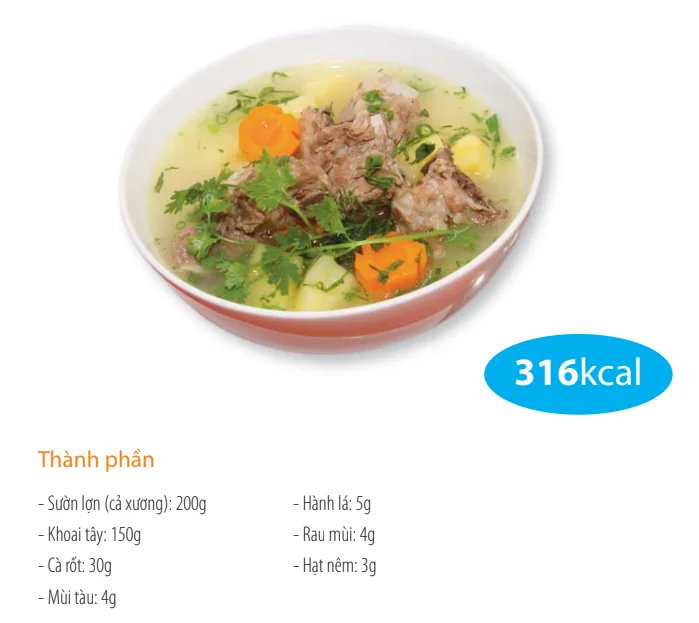 316kcal
Thành phần
- Sườn lợn (cả xương): 200g
- Khoai tây: 150g
- Cà rốt: 30g
- Mùi tàu: 4g
- Hành lá: 5g
- Rau mùi: 4g
- Hạt nêm: 3g